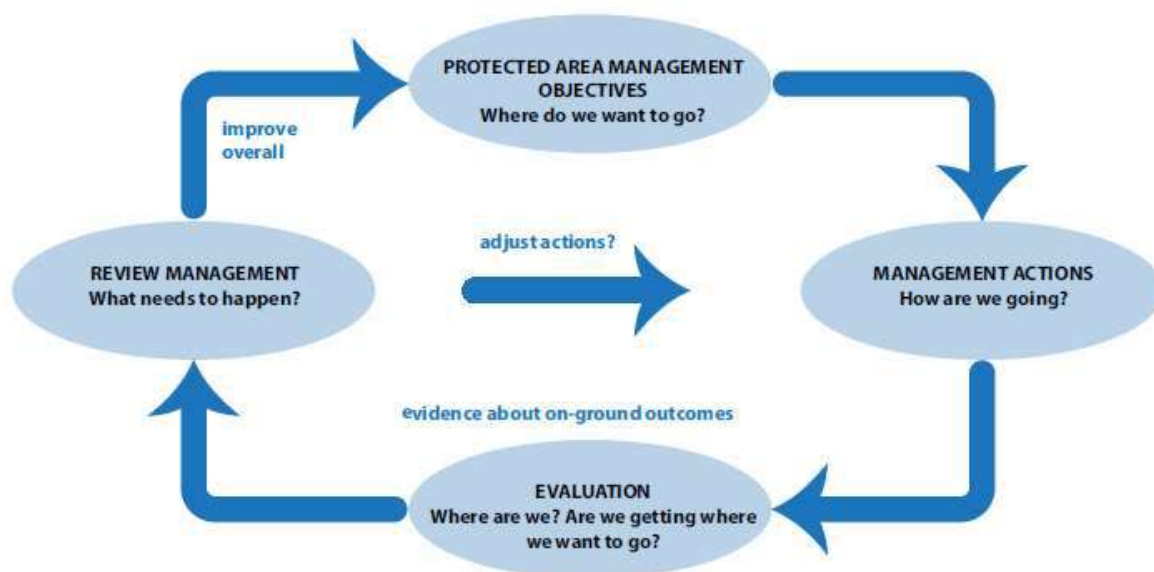 PROTECTED AREA MANAGEMENT
OBJECTIVES
Where do we want to go?
improve
overall
adjust actions?
REVIEW MANAGEMENT
What needs to happen?
MANAGEMENT ACTIONS
How are we going?
evidence about on-ground outcomes
EVALUATION
Where are we? Are we getting where
we want to go?